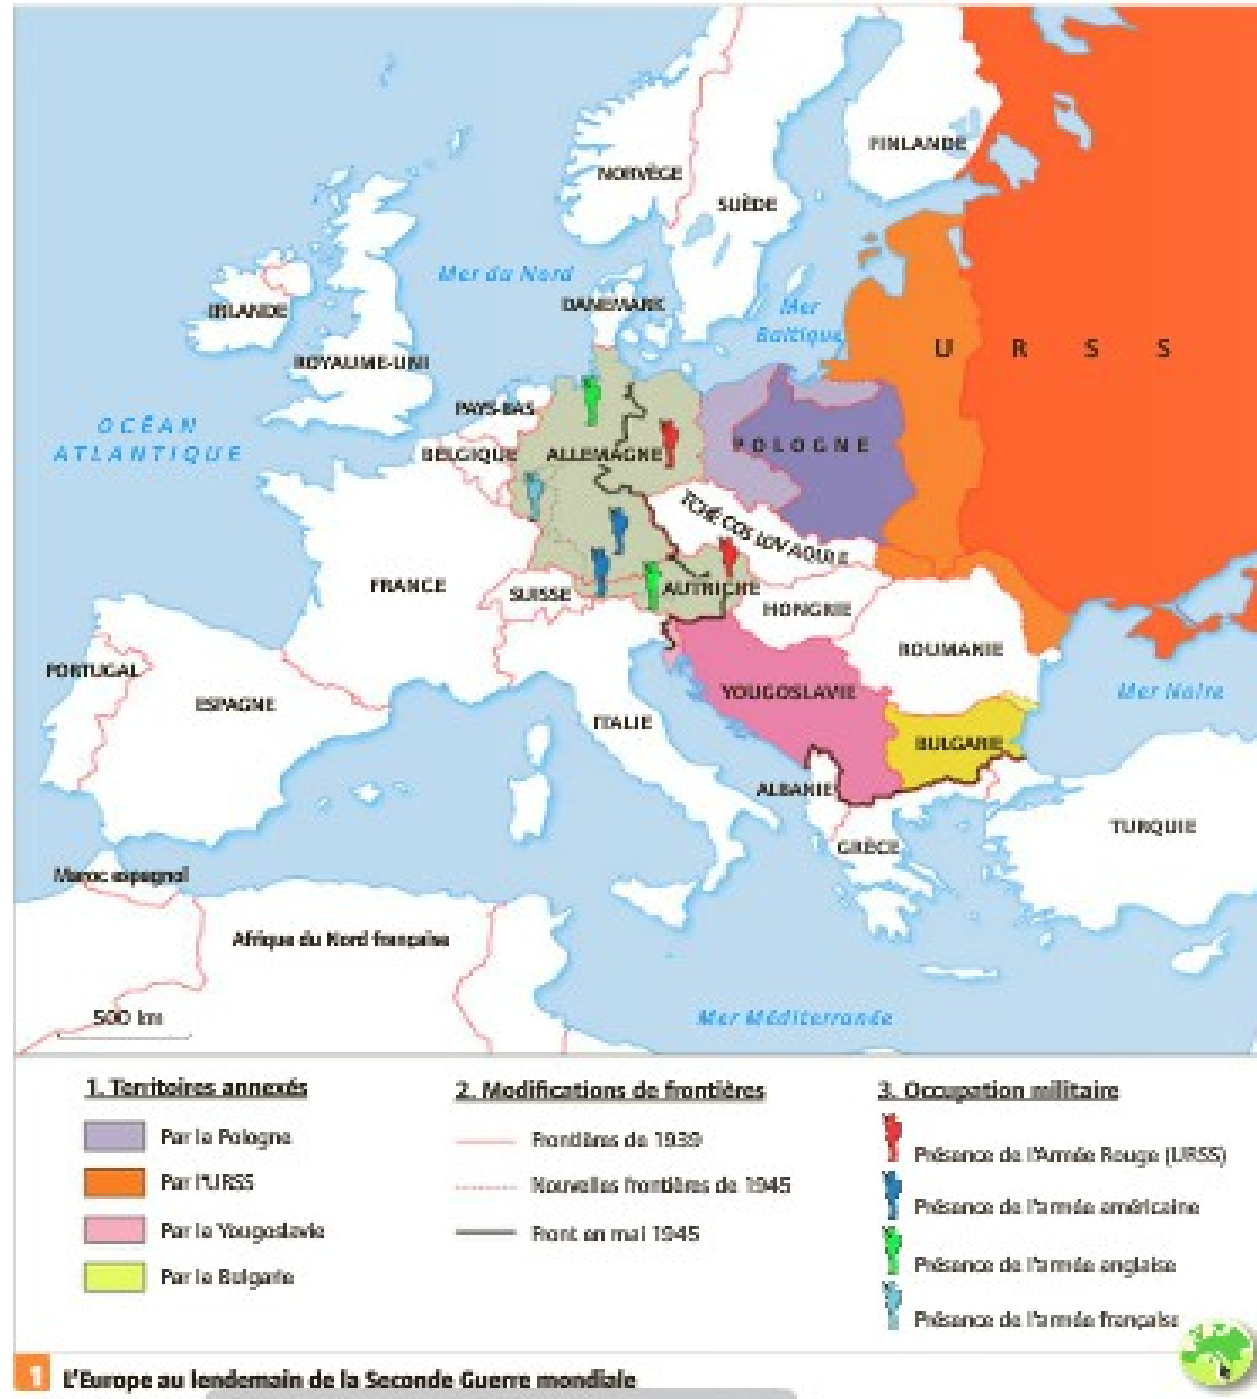 FINLANDE
NORVÈGE
SUÈDE
Mer du Nord
DANEMARK
IRLANDE
Mer
Baltique
ROYAUME-UNI
U R S S
PAYS-BAS
OCÉAN
ATLANTIQUE
BELGIQUE
ALLEMAGNE
POLOGNE
TCHÉCOSLOVAQUIE
FRANCE
SUISSE
AUTRICHE
HONGRIE
ROUMANIE
PORTUGAL
ESPAGNE
YOUGOSLAVIE
Mer Noire
ITALIE
BULGARIE
ALBANIE
TURQUIE
GRÈCE
Maroc espagnol
Afrique du Nord française
500 km
Mer Méditerranée
1. Territoires annexés
Par la Pologne
Par l'URSS
Par la Yougoslavie
Par la Bulgarie
2. Modifications de frontières
Frontières de 1939
Nouvelles frontières de 1945
Front en mai 1945
3. Occupation militaire
Présence de l'Armée Rouge (URSS)
Présence de l'armée américaine
Présence de l'armée anglaise
Présence de l'armée française
1 L'Europe au lendemain de la Seconde Guerre mondiale